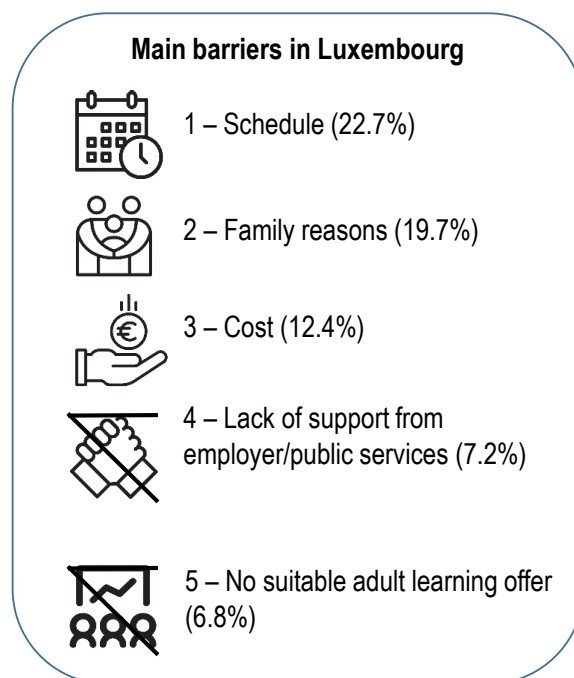 Main barriers in Luxembourg
1 – Schedule (22.7%)
2 – Family reasons (19.7%)
€
3 – Cost (12.4%)
4 – Lack of support from
employer/public services (7.2%)
5 – No suitable adult learning offer
(6.8%)